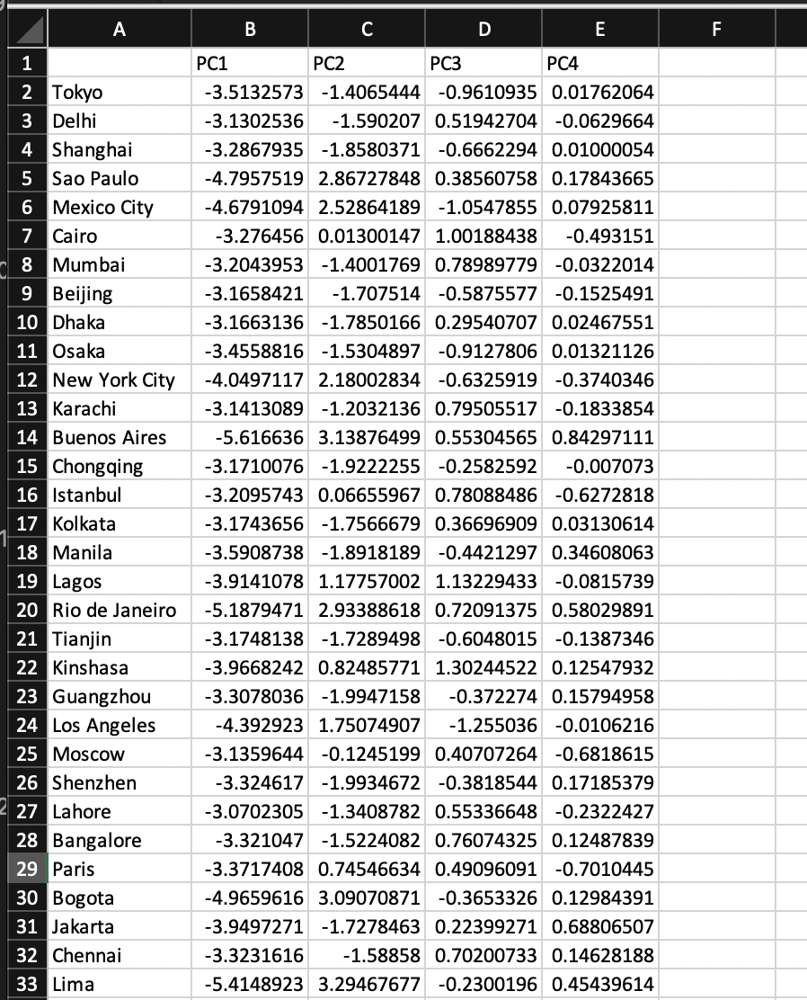 A B C D E F
1 PC1 PC2 PC3 PC4
2 Tokyo -3.5132573 -1.4065444 -0.9610935 0.01762064
3 Delhi -3.1302536 -1.590207 0.51942704 -0.0629664
4 Shanghai -3.2867935 -1.8580371 -0.6662294 0.01000054
5 Sao Paulo -4.7957519 2.86727848 0.38560758 0.17843665
6 Mexico City -4.6791094 2.52864189 -1.0547855 0.07925811
7 Cairo -3.276456 0.01300147 1.00188438 -0.493151
8 Mumbai -3.2043953 -1.4001769 0.78989779 -0.0322014
9 Beijing -3.1658421 -1.707514 -0.5875577 -0.1525491
10 Dhaka -3.1663136 -1.7850166 0.29540707 0.02467551
11 Osaka -3.4558816 -1.5304897 -0.9127806 0.01321126
12 New York City -4.0497117 2.18002834 -0.6325919 -0.3740346
13 Karachi -3.1413089 -1.2032136 0.79505517 -0.1833854
14 Buenos Aires -5.616636 3.13876499 0.55304565 0.84297111
15 Chongqing -3.1710076 -1.9222255 -0.2582592 -0.007073
16 Istanbul -3.2095743 0.06655967 0.78088486 -0.6272818
17 Kolkata -3.1743656 -1.7566679 0.36696909 0.03130614
18 Manila -3.5908738 -1.8918189 -0.4421297 0.34608063
19 Lagos -3.9141078 1.17757002 1.13229433 -0.0815739
20 Rio de Janeiro -5.1879471 2.93388618 0.72091375 0.58029891
21 Tianjin -3.1748138 -1.7289498 -0.6048015 -0.1387346
22 Kinshasa -3.9668242 0.82485771 1.30244522 0.12547932
23 Guangzhou -3.3078036 -1.9947158 -0.372274 0.15794958
24 Los Angeles -4.392923 1.75074907 -1.255036 -0.0106216
25 Moscow -3.1359644 -0.1245199 0.40707264 -0.6818615
26 Shenzhen -3.324617 -1.9934672 -0.3818544 0.17185379
27 Lahore -3.0702305 -1.3408782 0.55336648 -0.2322427
28 Bangalore -3.321047 -1.5224082 0.76074325 0.12487839
29 Paris -3.3717408 0.74546634 0.49096091 -0.7010445
30 Bogota -4.9659616 3.09070871 -0.3653326 0.12984391
31 Jakarta -3.9497271 -1.7278463 0.22399271 0.68806507
32 Chennai -3.3231616 -1.58858 0.70200733 0.14628188
33 Lima -5.4148923 3.29467677 -0.2300196 0.45439614